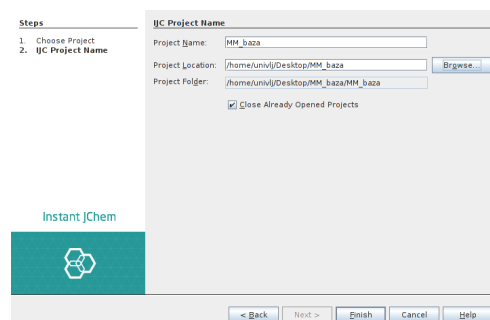 Steps
1. Choose Project
2. IJC Project Name
IJC Project Name
Project Name: MM_baza
Project Location: /home/univlj/Desktop/MM_baza Browse...
Project Folder: /home/univlj/Desktop/MM_baza/MM_baza
Close Already Opened Projects
Instant JChem
< Back Next > Finish Cancel Help